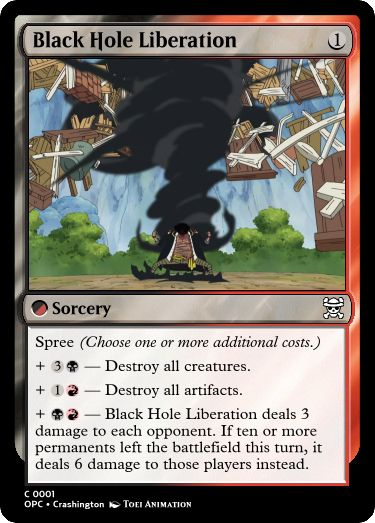 Black Hole Liberation 1
Sorcery
Spree (Choose one or more additional costs.)
+ 3 — Destroy all creatures.
+ 1 — Destroy all artifacts.
+ — Black Hole Liberation deals 3
damage to each opponent. If ten or more
permanents left the battlefield this turn, it
deals 6 damage to those players instead.
C 0001
OPC • Crashington TOEI ANIMATION